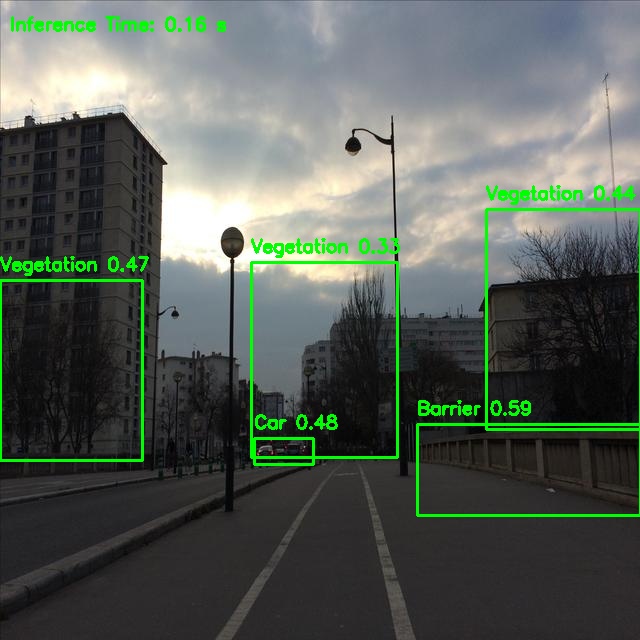 Inference Time: 0.16 s
Vegetation 0.44
Vegetation 0.33
Vegetation 0.47
Barrier 0.59
Car 0.48